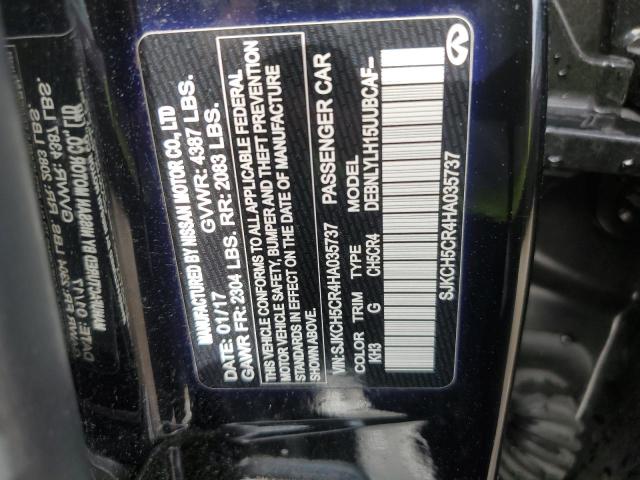 MANUFACTURED BY NISSAN MOTOR CO., LTD
DATE: 01/17 GVWR: 4387 LBS.
GAWR FR: 2304 LBS. RR: 2083 LBS.
THIS VEHICLE CONFORMS TO ALL APPLICABLE FEDERAL
MOTOR VEHICLE SAFETY, BUMPER AND THEFT PREVENTION
STANDARDS IN EFFECT ON THE DATE OF MANUFACTURE
SHOWN ABOVE.
VIN: SJKCH5CR4HA035737 PASSENGER CAR
COLOR TRIM TYPE MODEL
KH3 G CH5CR4 DEBNLYLH15UUBCAF--
SJKCH5CR4HA035737